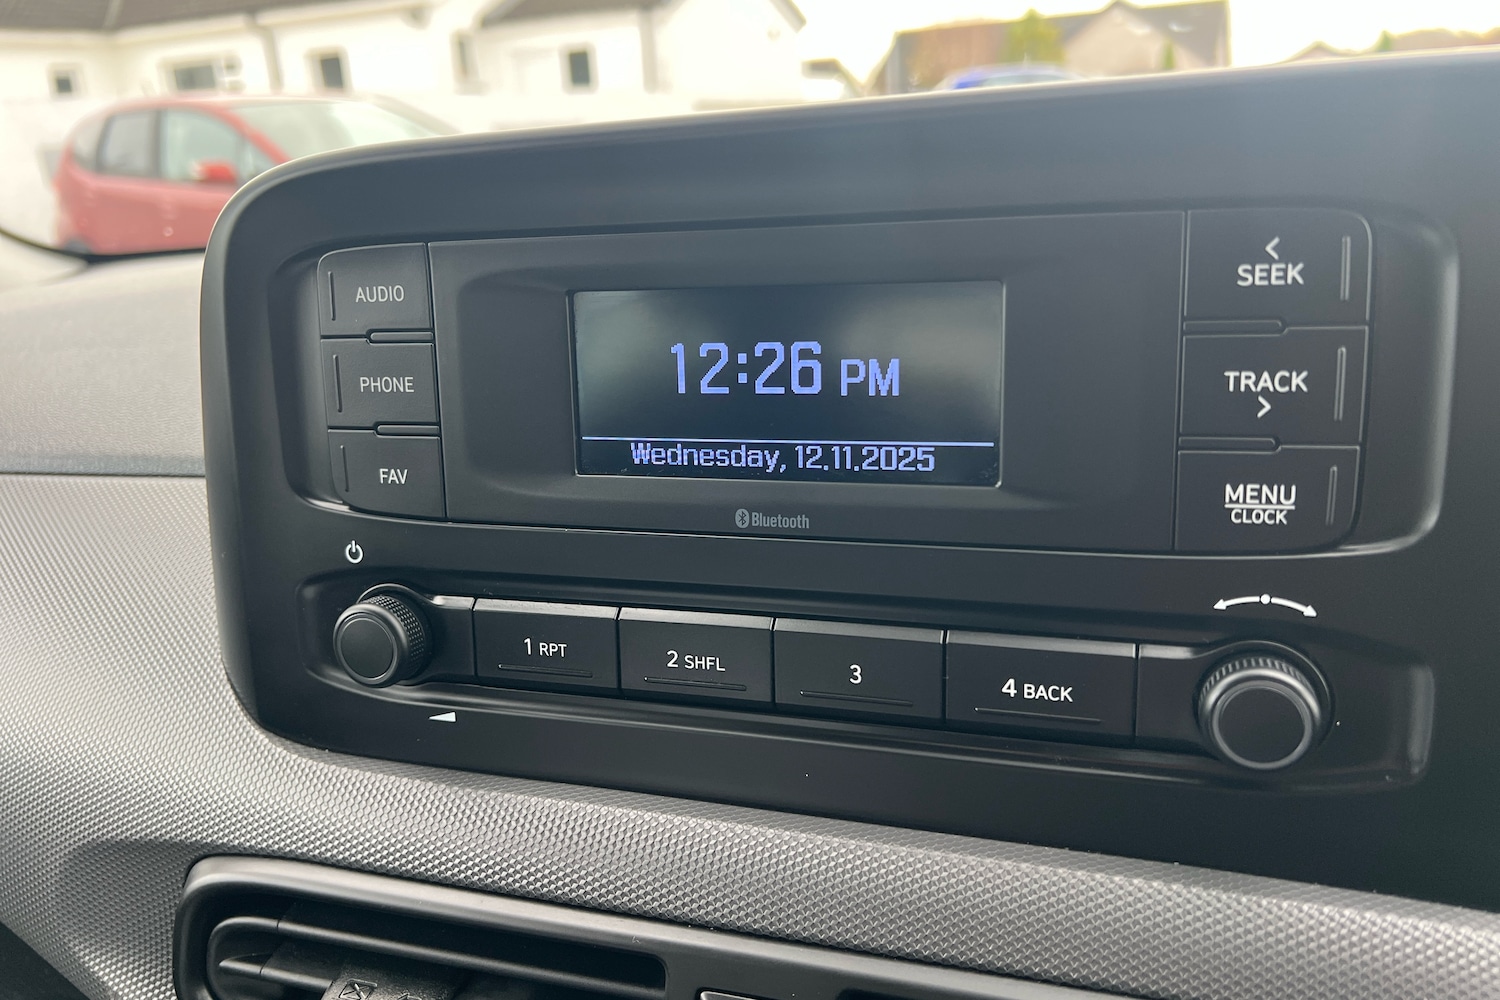 AUDIO
PHONE
FAV
12:26 PM
Wednesday, 12.11.2025
Bluetooth
< SEEK
TRACK >
MENU
CLOCK
1 RPT
2 SHFL
3
4 BACK